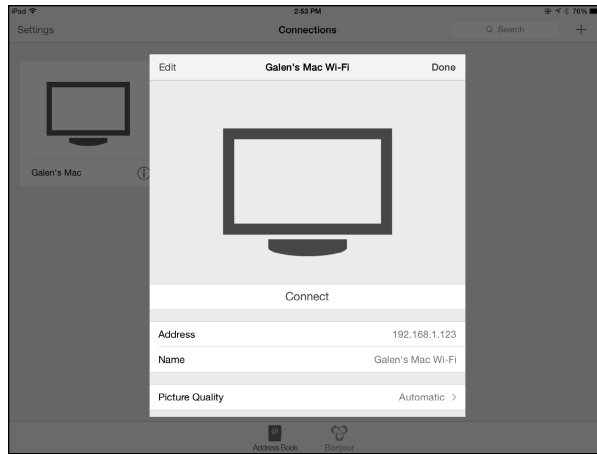 iPad 2:53 PM 76%
Settings Connections Search
Edit Galen's Mac Wi-Fi Done
Galen's Mac
Connect
Address 192.168.1.123
Name Galen's Mac Wi-Fi
Picture Quality Automatic
Address Book Bonjour